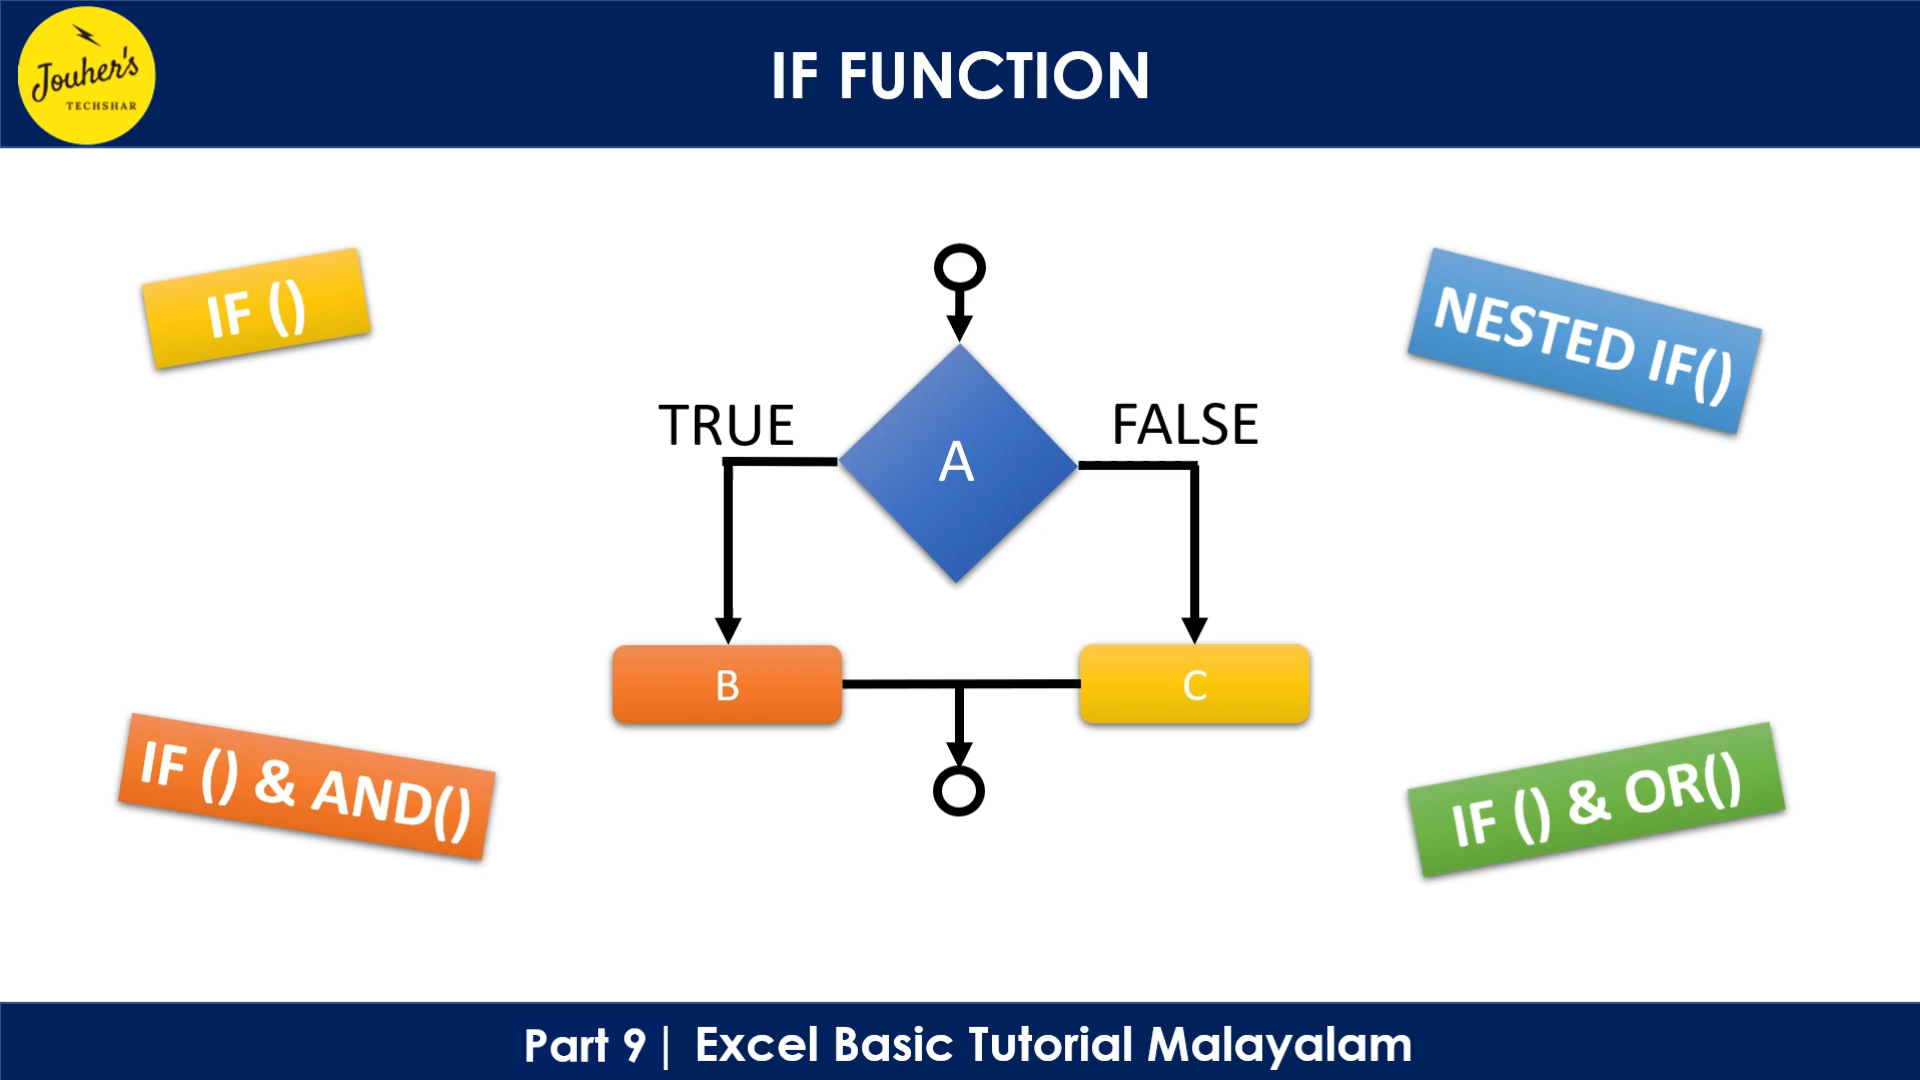 Jouher's
TECHSHAR
IF FUNCTION
IF ()
NESTED IF()
TRUE
FALSE
A
B
C
IF () & AND()
IF () & OR()
Part 9 | Excel Basic Tutorial Malayalam